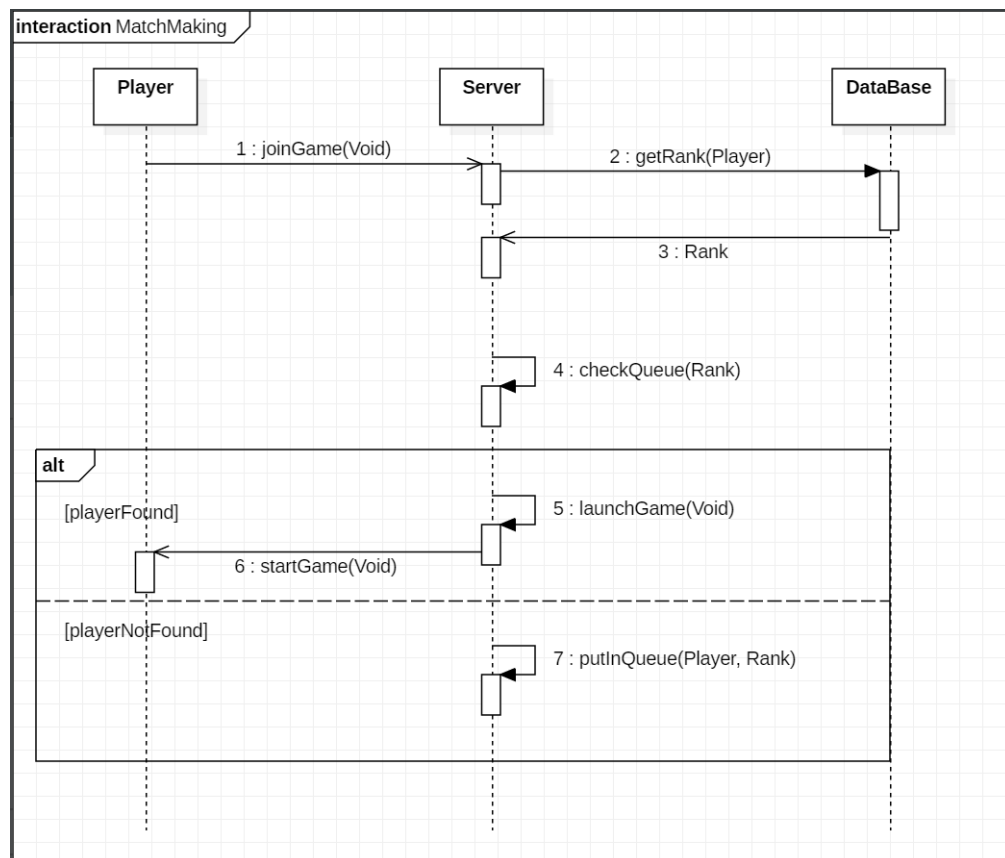 interaction MatchMaking
Player
Server
DataBase
1 : joinGame(Void)
2 : getRank(Player)
3 : Rank
4 : checkQueue(Rank)
alt
[playerFound]
5 : launchGame(Void)
6 : startGame(Void)
[playerNotFound]
7 : putInQueue(Player, Rank)